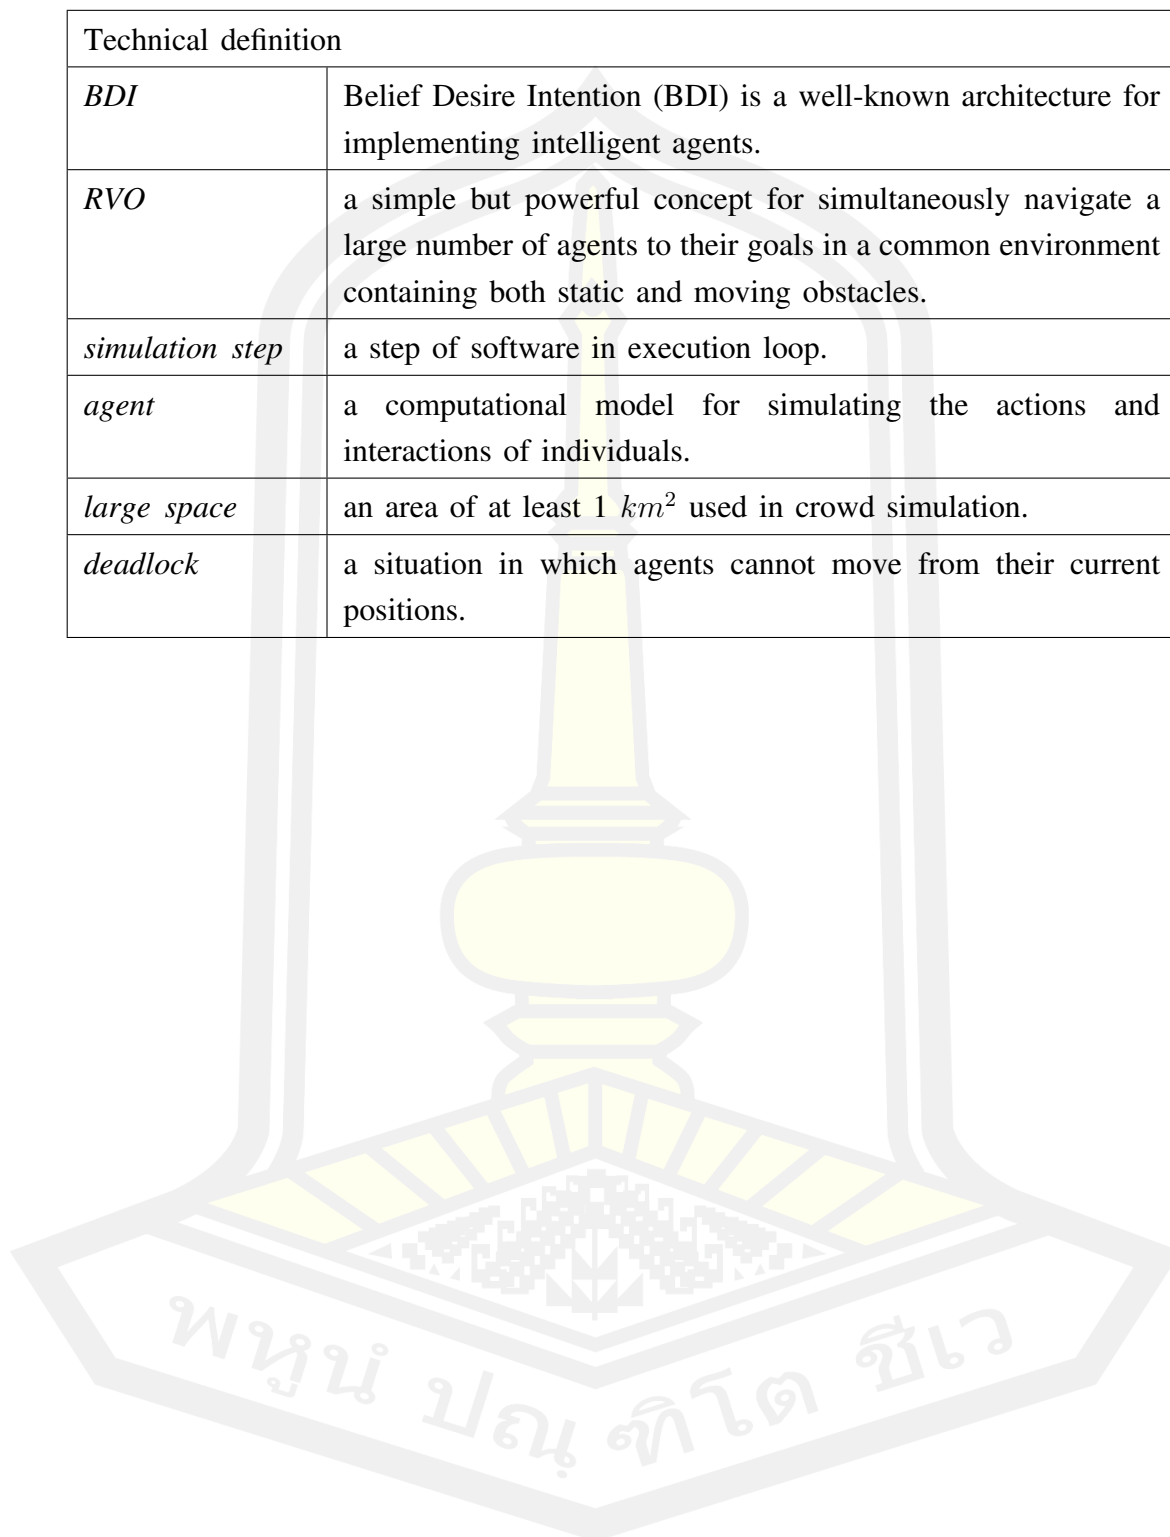 Technical definition
BDI Belief Desire Intention (BDI) is a well-known architecture for
implementing intelligent agents.
RVO a simple but powerful concept for simultaneously navigate a
large number of agents to their goals in a common environment
containing both static and moving obstacles.
simulation step a step of software in execution loop.
agent a computational model for simulating the actions and
interactions of individuals.
large space an area of at least 1 km² used in crowd simulation.
deadlock a situation in which agents cannot move from their current
positions.
พหูนํ ปณฺฑิโต ชีเว